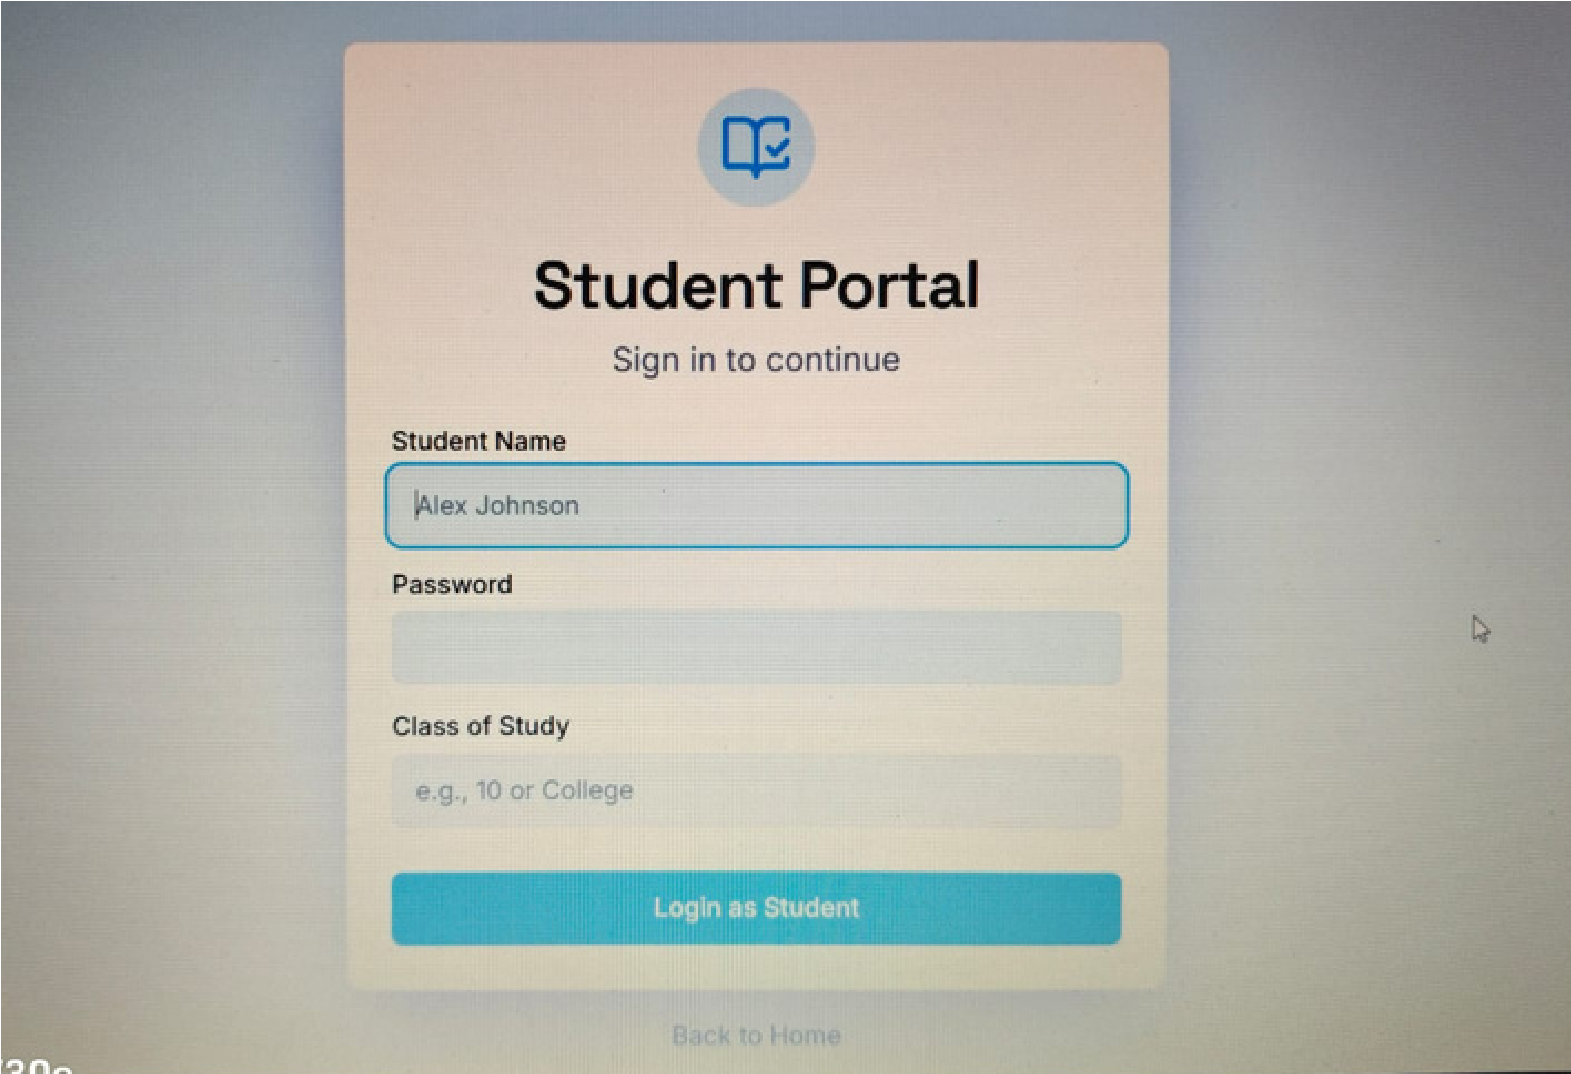 Student Portal
Sign in to continue
Student Name
Alex Johnson
Password
Class of Study
e.g., 10 or College
Login as Student
Back to Home